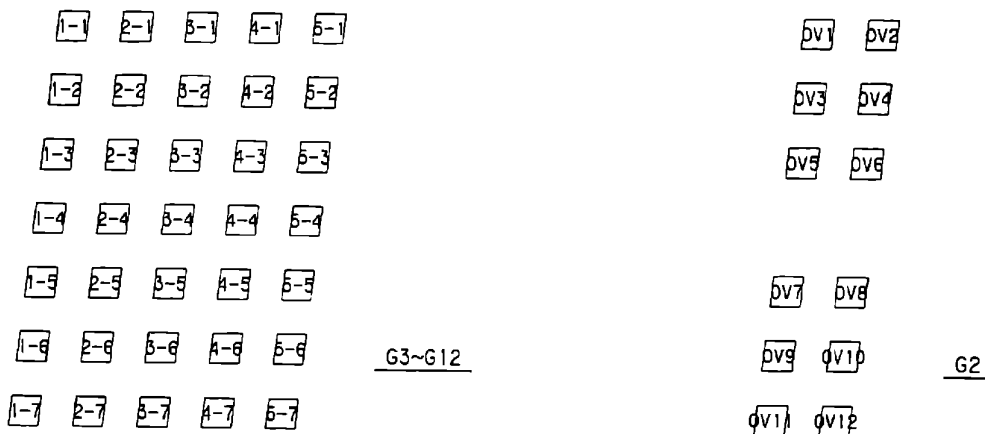 1-1 2-1 3-1 4-1 5-1
1-2 2-2 3-2 4-2 5-2
1-3 2-3 3-3 4-3 5-3
1-4 2-4 3-4 4-4 5-4
1-5 2-5 3-5 4-5 5-5
1-6 2-6 3-6 4-6 5-6
1-7 2-7 3-7 4-7 5-7
G3~G12
DV1 DV2
DV3 DV4
DV5 DV6
DV7 DV8
DV9 DV10
DV11 DV12
G2